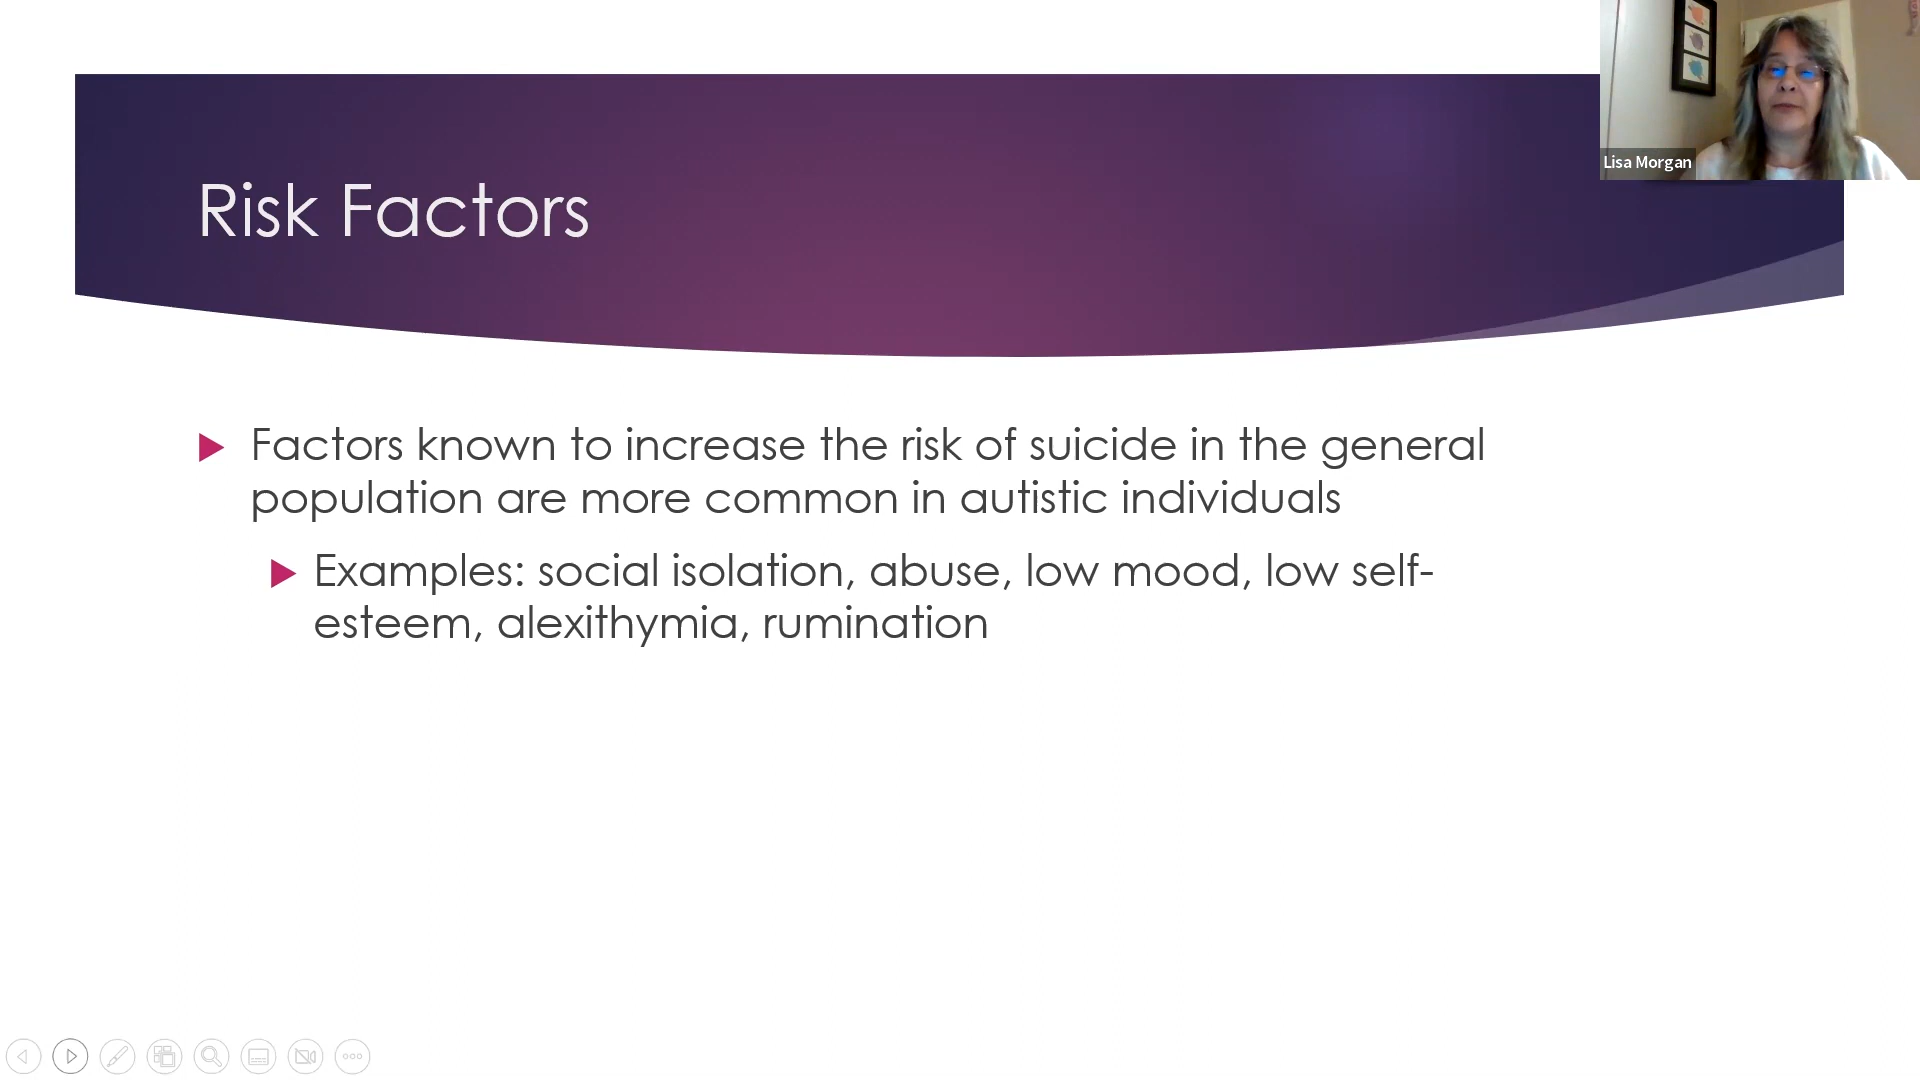 Lisa Morgan
Risk Factors
Factors known to increase the risk of suicide in the general
population are more common in autistic individuals
Examples: social isolation, abuse, low mood, low self-
esteem, alexithymia, rumination